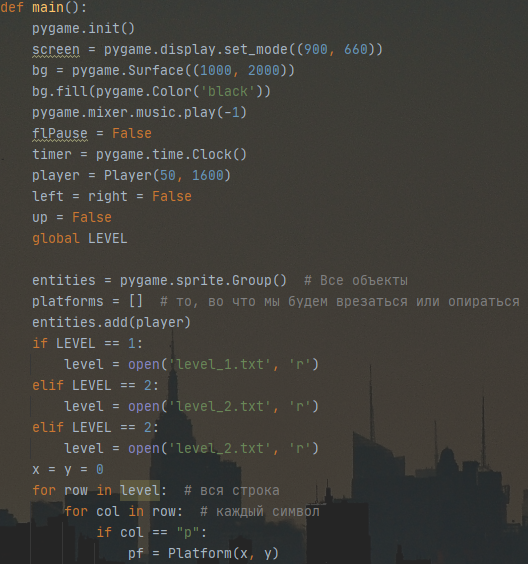 def main():
    pygame.init()
    screen = pygame.display.set_mode((900, 660))
    bg = pygame.Surface((1000, 2000))
    bg.fill(pygame.Color('black'))
    pygame.mixer.music.play(-1)
    flPause = False
    timer = pygame.time.Clock()
    player = Player(50, 1600)
    left = right = False
    up = False
    global LEVEL

    entities = pygame.sprite.Group()  # Все объекты
    platforms = []  # то, во что мы будем врезаться или опираться
    entities.add(player)
    if LEVEL == 1:
        level = open('level_1.txt', 'r')
    elif LEVEL == 2:
        level = open('level_2.txt', 'r')
    elif LEVEL == 2:
        level = open('level_2.txt', 'r')
    x = y = 0
    for row in level:  # вся строка
        for col in row:  # каждый символ
            if col == "p":
                pf = Platform(x, y)